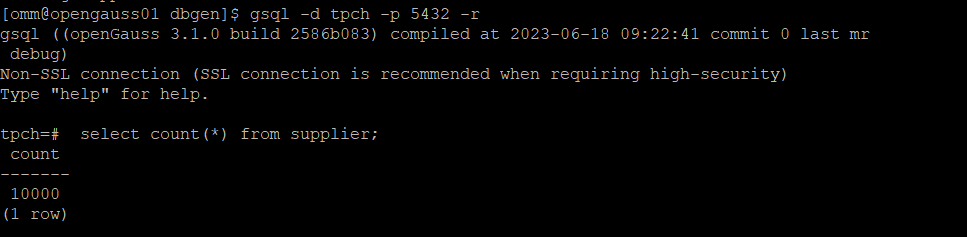 [omm@opengauss01 dbgen]$ gsql -d tpch -p 5432 -r
gsql ((openGauss 3.1.0 build 2586b083) compiled at 2023-06-18 09:22:41 commit 0 last mr
 debug)
Non-SSL connection (SSL connection is recommended when requiring high-security)
Type "help" for help.

tpch=#  select count(*) from supplier;
 count
-------
 10000
(1 row)